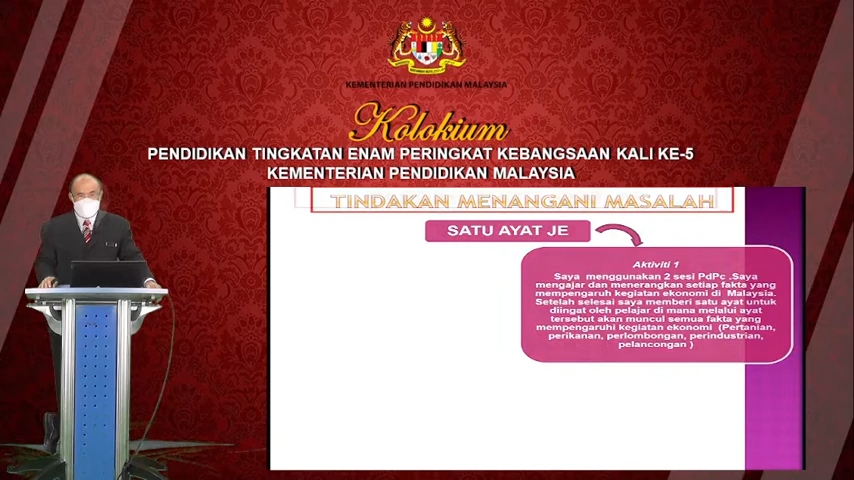 KEMENTERIAN PENDIDIKAN MALAYSIA
Kolokium
PENDIDIKAN TINGKATAN ENAM PERINGKAT KEBANGSAAN KALI KE-5
KEMENTERIAN PENDIDIKAN MALAYSIA
TINDAKAN MENANGANI MASALAH
SATU AYAT JE
Aktiviti 1
Saya menggunakan 2 sesi PdPc .Saya
mengajar dan menerangkan setiap fakta yang
mempengaruh kegiatan ekonomi di Malaysia.
Setelah selesai saya memberi satu ayat untuk
diingat oleh pelajar di mana melalui ayat
tersebut akan muncul semua fakta yang
mempengaruhi kegiatan ekonomi (Pertanian,
perikanan, perlombongan, perindustrian,
pelancongan )